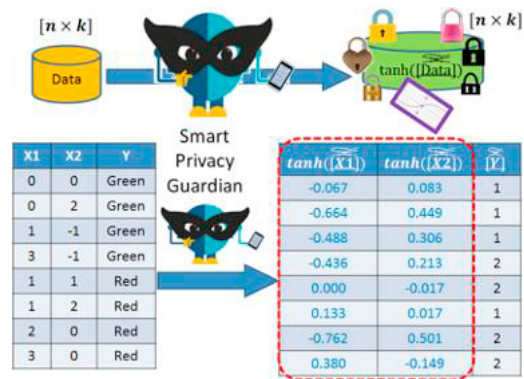 [n × k]
[n × k]
Data
tanh([Data])
Smart
Privacy
Guardian
X1 X2 Y
0 0 Green
0 2 Green
1 -1 Green
3 -1 Green
1 1 Red
1 2 Red
2 0 Red
3 0 Red
tanh([X1]) tanh([X2]) [Y]
-0.067 0.083 1
-0.664 0.449 1
-0.488 0.306 1
-0.436 0.213 2
0.000 -0.017 2
0.133 0.017 1
-0.762 0.501 2
0.380 -0.149 2